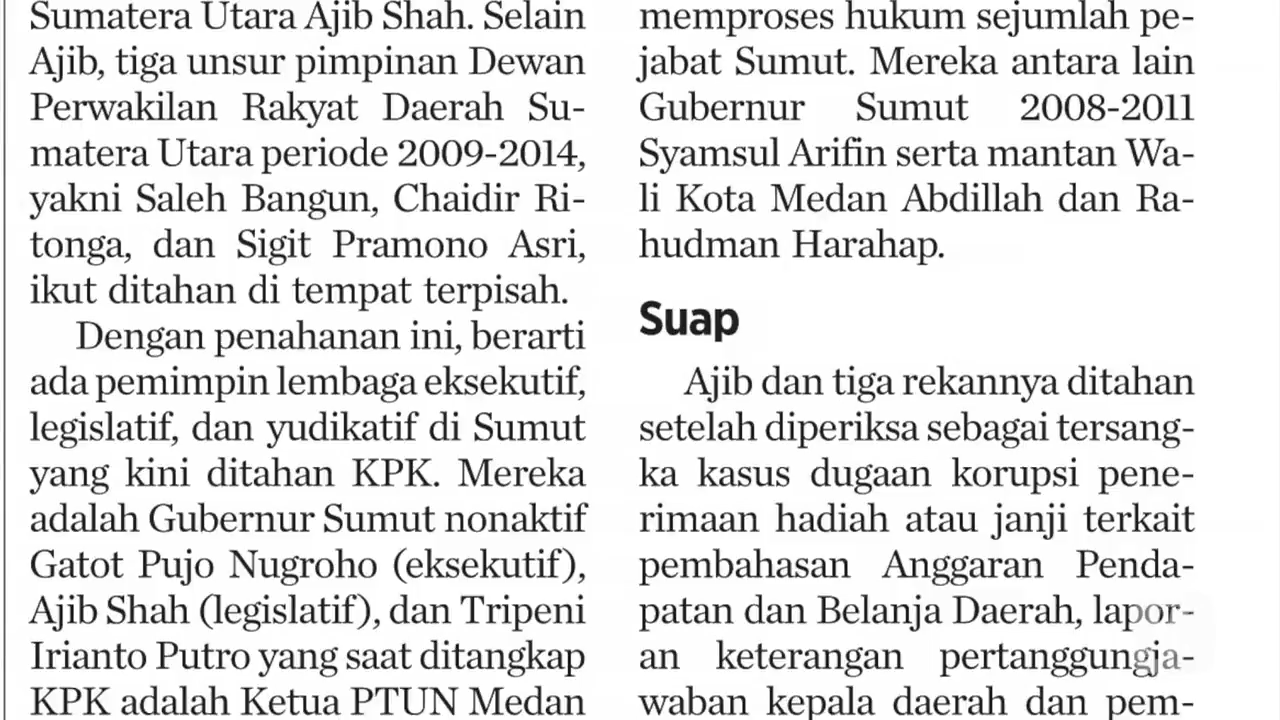 Sumatera Utara Ajib Shah. Selain
Ajib, tiga unsur pimpinan Dewan
Perwakilan Rakyat Daerah Su-
matera Utara periode 2009-2014,
yakni Saleh Bangun, Chaidir Ri-
tonga, dan Sigit Pramono Asri,
ikut ditahan di tempat terpisah.
Dengan penahanan ini, berarti
ada pemimpin lembaga eksekutif,
legislatif, dan yudikatif di Sumut
yang kini ditahan KPK. Mereka
adalah Gubernur Sumut nonaktif
Gatot Pujo Nugroho (eksekutif),
Ajib Shah (legislatif), dan Tripeni
Irianto Putro yang saat ditangkap
KPK adalah Ketua PTUN Medan
memproses hukum sejumlah pe-
jabat Sumut. Mereka antara lain
Gubernur Sumut 2008-2011
Syamsul Arifin serta mantan Wa-
li Kota Medan Abdillah dan Ra-
hudman Harahap.
Suap
Ajib dan tiga rekannya ditahan
setelah diperiksa sebagai tersang-
ka kasus dugaan korupsi pene-
rimaan hadiah atau janji terkait
pembahasan Anggaran Penda-
patan dan Belanja Daerah, lapor-
an keterangan pertanggungja-
waban kepala daerah dan pem-